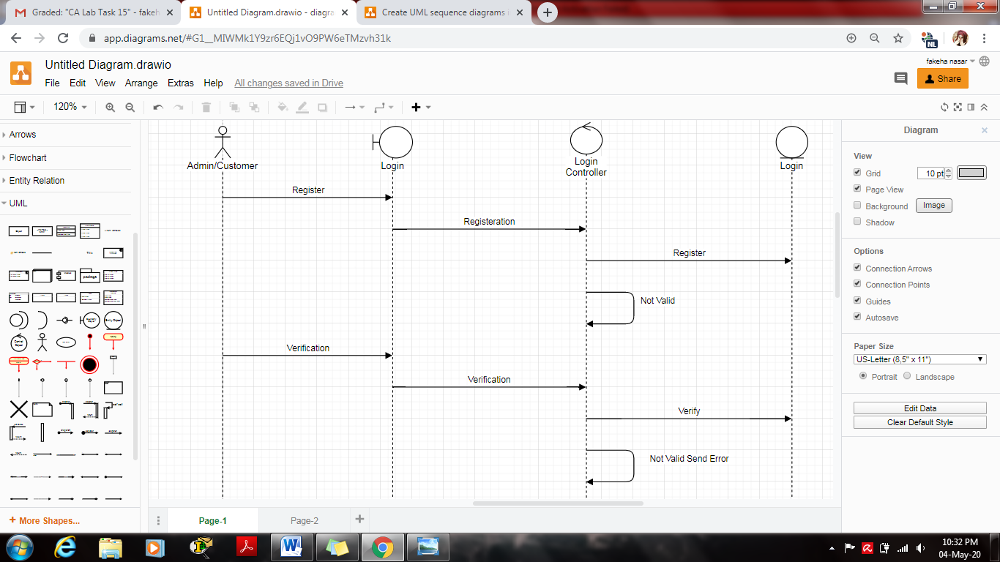 Graded: "CA Lab Task 15" - fakeh
Untitled Diagram.drawio - diagra
Create UML sequence diagrams i
app.diagrams.net/#G1__MIWMk1Y9zr6EQj1vO9PW6eTMzvh31k
NL
Untitled Diagram.drawio
fakeha nasar
File Edit View Arrange Extras Help All changes saved in Drive
Share
120%
Arrows
Flowchart
Entity Relation
UML
Title
package
More Shapes...
Admin/Customer
Login
Login
Controller
Login
Register
Registeration
Register
Not Valid
Verification
Verification
Verify
Not Valid Send Error
Diagram
View
Grid 10 pt
Page View
Background Image
Shadow
Options
Connection Arrows
Connection Points
Guides
Autosave
Paper Size
US-Letter (8,5" x 11")
Portrait Landscape
Edit Data
Clear Default Style
Page-1 Page-2
10:32 PM
04-May-20